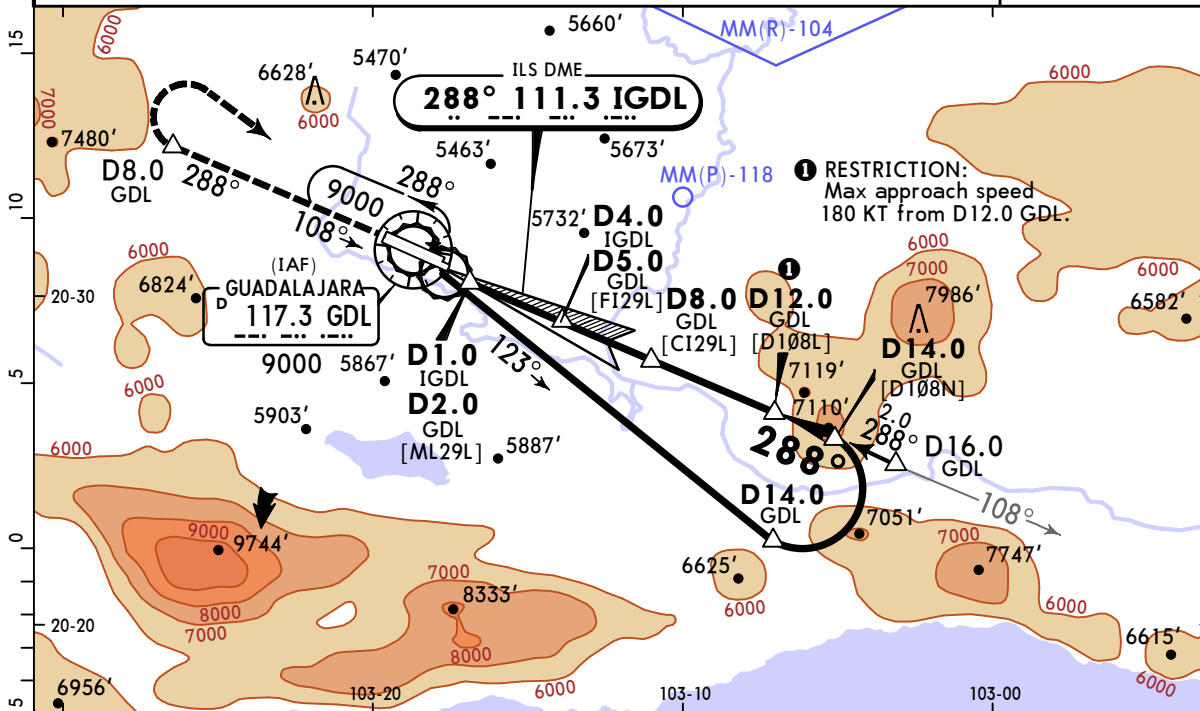 15
10
5
0
5
20-30
20-20
103-20
103-10
103-00
6000
5660'
MM(R)-104
5470'
6628'
6000
7000
7480'
ILS DME
288° 111.3 IGDL
6000
5463'
5673'
MM(P)-118
❶ RESTRICTION:
Max approach speed
180 KT from D12.0 GDL.
D8.0
GDL
288°
288°
9000
108°
5732'
D4.0
IGDL
D5.0
GDL
[FI29L]
6000
6824'
(IAF)
GUADALAJARA
D
117.3 GDL
9000
D8.0
GDL
[CI29L]
❶
D12.0
GDL
[D108L]
6000
7000
7986'
6000
6582'
D14.0
GDL
[D108N]
5867'
D1.0
IGDL
D2.0
GDL
[ML29L]
123°
7119'
7110'
288°
2.0
288°
D16.0
GDL
108°
6000
5903'
5887'
6000
D14.0
GDL
7051'
9000
9744'
8000
7000
7000
8333'
8000
6000
6625'
6000
7000
7747'
6000
6615'
6000
6956'